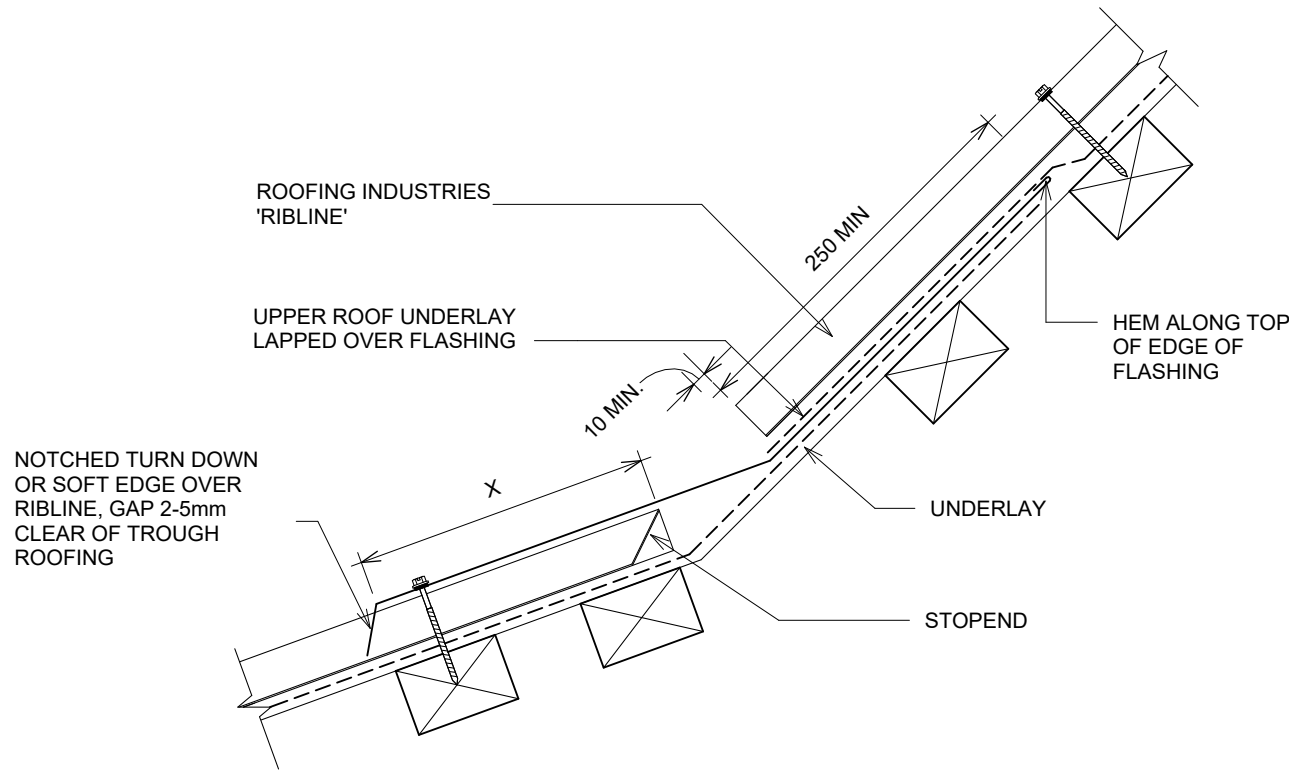 ROOFING INDUSTRIES
'RIBLINE'
250 MIN
UPPER ROOF UNDERLAY
LAPPED OVER FLASHING
HEM ALONG TOP
OF EDGE OF
FLASHING
10 MIN.
NOTCHED TURN DOWN
OR SOFT EDGE OVER
RIBLINE, GAP 2-5mm
CLEAR OF TROUGH
ROOFING
X
UNDERLAY
STOPEND